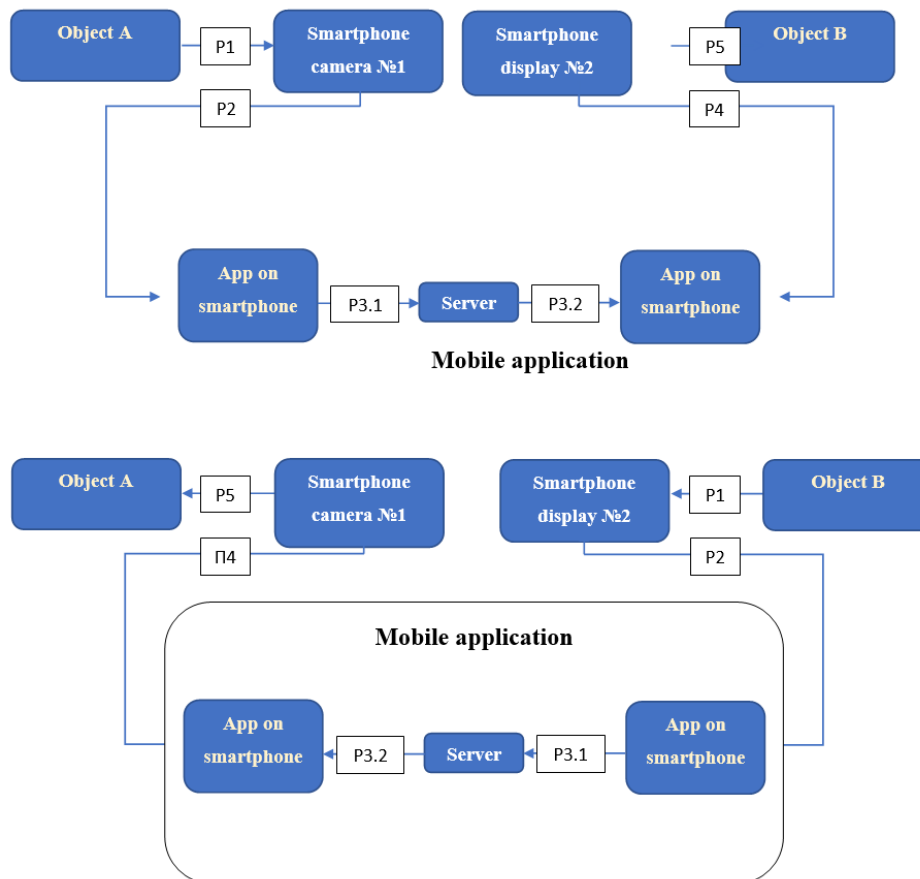 Object A
P1
Smartphone
camera №1
Smartphone
display №2
P5
Object B
P2
P4
App on
smartphone
P3.1
Server
P3.2
App on
smartphone
Mobile application
Object A
P5
Smartphone
camera №1
Smartphone
display №2
P1
Object B
П4
P2
Mobile application
App on
smartphone
P3.2
Server
P3.1
App on
smartphone